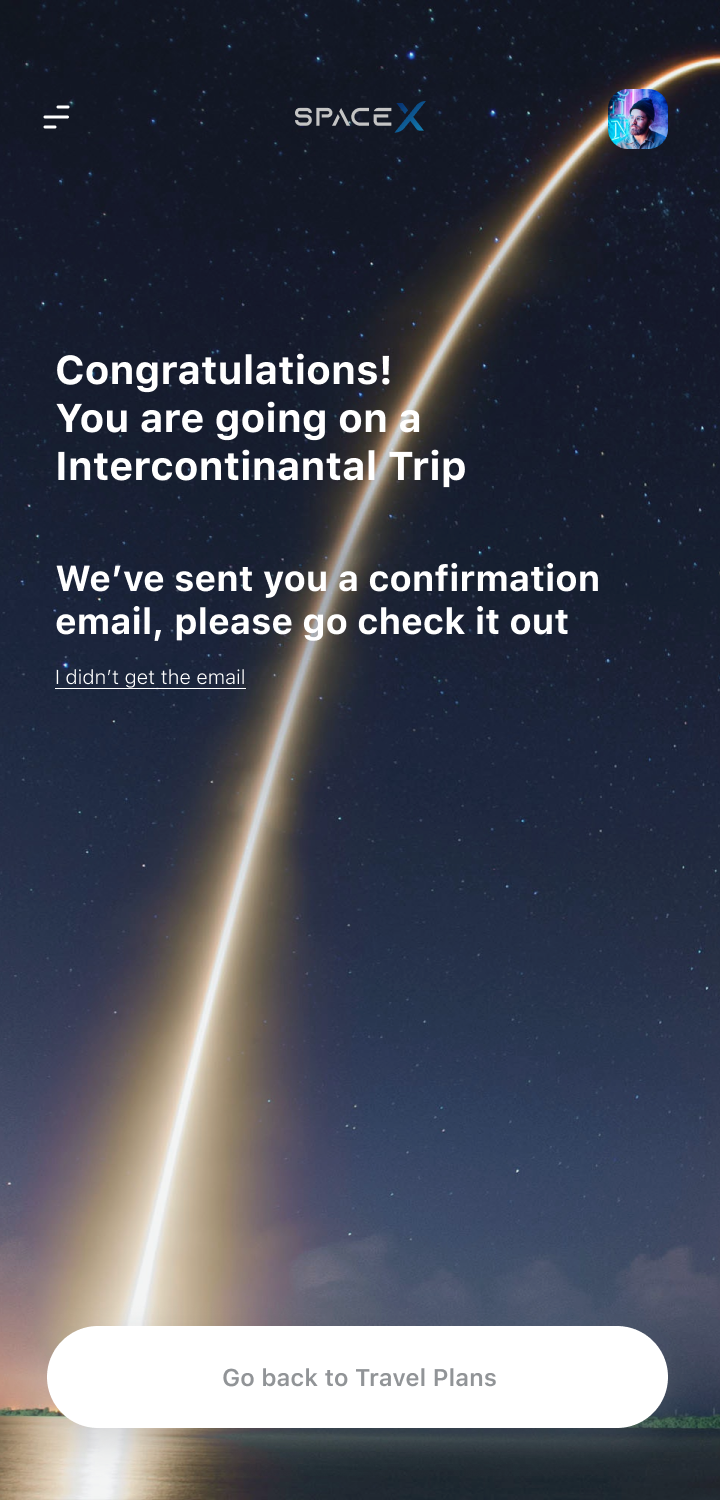 SPACEX
Congratulations!
You are going on a
Intercontinantal Trip
We’ve sent you a confirmation
email, please go check it out
I didn’t get the email
Go back to Travel Plans